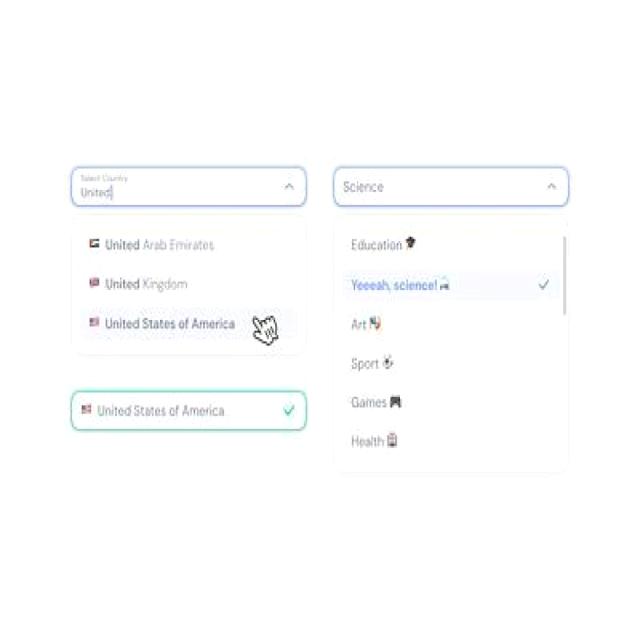 Select Country
United
United Arab Emirates
United Kingdom
United States of America
United States of America
Science
Education
Yeeeah, science!
Art
Sport
Games
Health